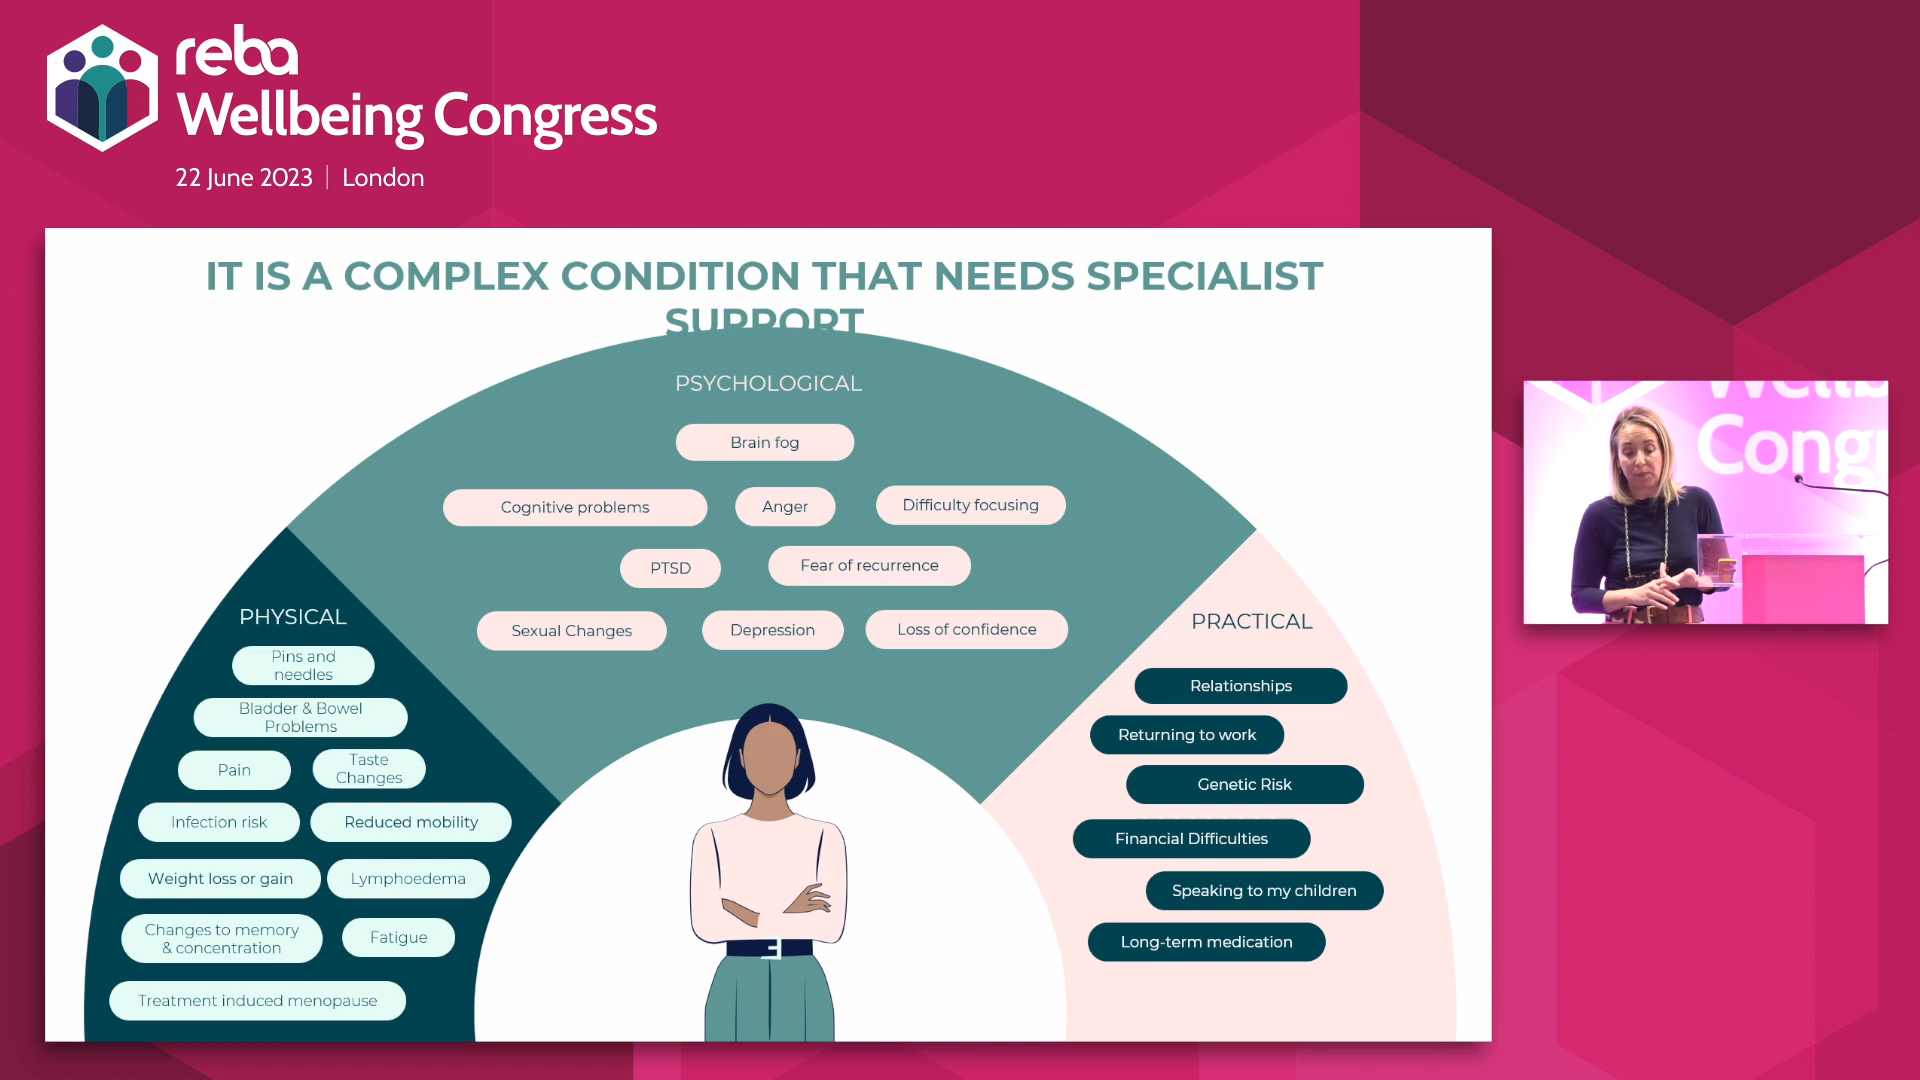 reba
Wellbeing Congress
22 June 2023 | London
IT IS A COMPLEX CONDITION THAT NEEDS SPECIALIST
SUPPORT
PSYCHOLOGICAL
Brain fog
Cognitive problems
Anger
Difficulty focusing
PTSD
Fear of recurrence
Sexual Changes
Depression
Loss of confidence
PHYSICAL
Pins and
needles
Bladder & Bowel
Problems
Pain
Taste
Changes
Infection risk
Reduced mobility
Weight loss or gain
Lymphoedema
Changes to memory
& concentration
Fatigue
Treatment induced menopause
PRACTICAL
Relationships
Returning to work
Genetic Risk
Financial Difficulties
Speaking to my children
Long-term medication
Wellb
Congr